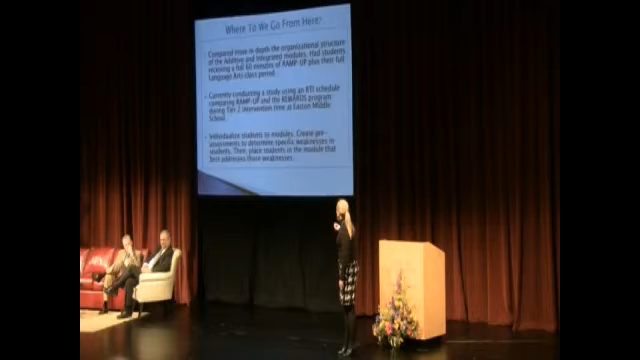 Where To We Go From Here?
Compared more in depth the organizational structure
of the Additive and Integrated modules. Had students
receiving a full 60 minutes of RAMP-UP plus their full
Language Arts class period.
Currently conducting a study using an RTI schedule
comparing RAMP-UP and the REWARDS program
during Tier 2 intervention time at Eastern Middle
School.
Individualize students to modules. Create pre-
assessments to determine specific weaknesses in
students. Then, place students in the module that
best addresses those weaknesses.